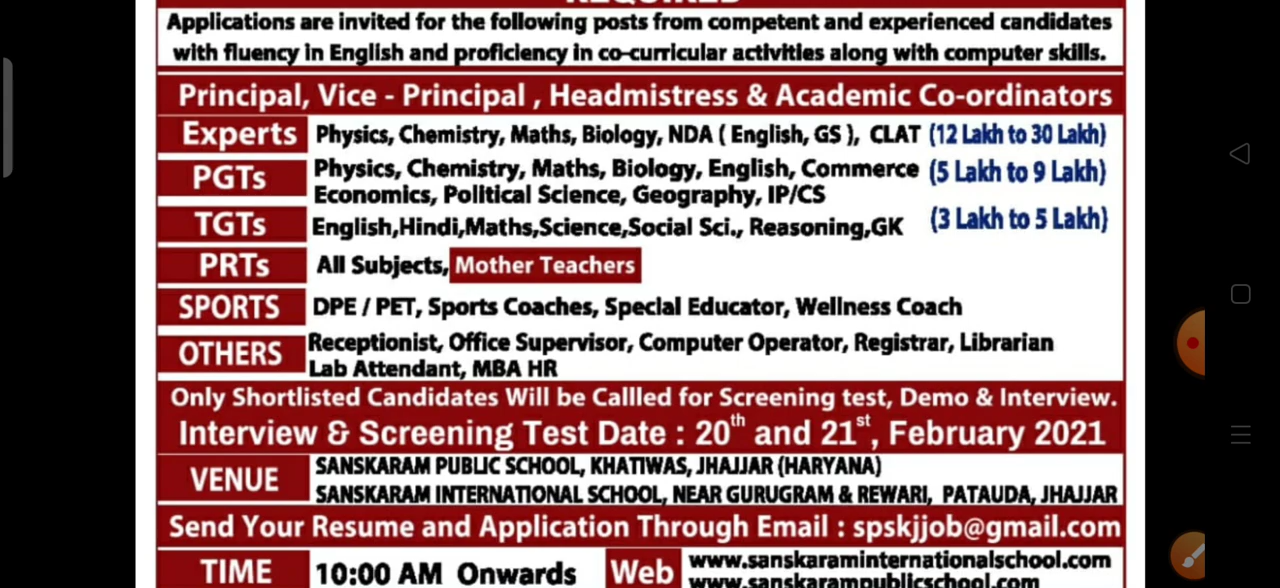 REQUIRED
Applications are invited for the following posts from competent and experienced candidates
with fluency in English and proficiency in co-curricular activities along with computer skills.
Principal, Vice - Principal , Headmistress & Academic Co-ordinators
Experts Physics, Chemistry, Maths, Biology, NDA ( English, GS ), CLAT (12 Lakh to 30 Lakh)
PGTs Physics, Chemistry, Maths, Biology, English, Commerce (5 Lakh to 9 Lakh)
Economics, Political Science, Geography, IP/CS
TGTs English,Hindi,Maths,Science,Social Sci., Reasoning,GK (3 Lakh to 5 Lakh)
PRTs All Subjects, Mother Teachers
SPORTS DPE / PET, Sports Coaches, Special Educator, Wellness Coach
OTHERS Receptionist, Office Supervisor, Computer Operator, Registrar, Librarian
Lab Attendant, MBA HR
Only Shortlisted Candidates Will be Callled for Screening test, Demo & Interview.
Interview & Screening Test Date : 20th and 21st, February 2021
VENUE SANSKARAM PUBLIC SCHOOL, KHATIWAS, JHAJJAR (HARYANA)
SANSKARAM INTERNATIONAL SCHOOL, NEAR GURUGRAM & REWARI, PATAUDA, JHAJJAR
Send Your Resume and Application Through Email : spskjjob@gmail.com
TIME 10:00 AM Onwards Web www.sanskaraminternationalschool.com
www.sanskarampublicschool.com